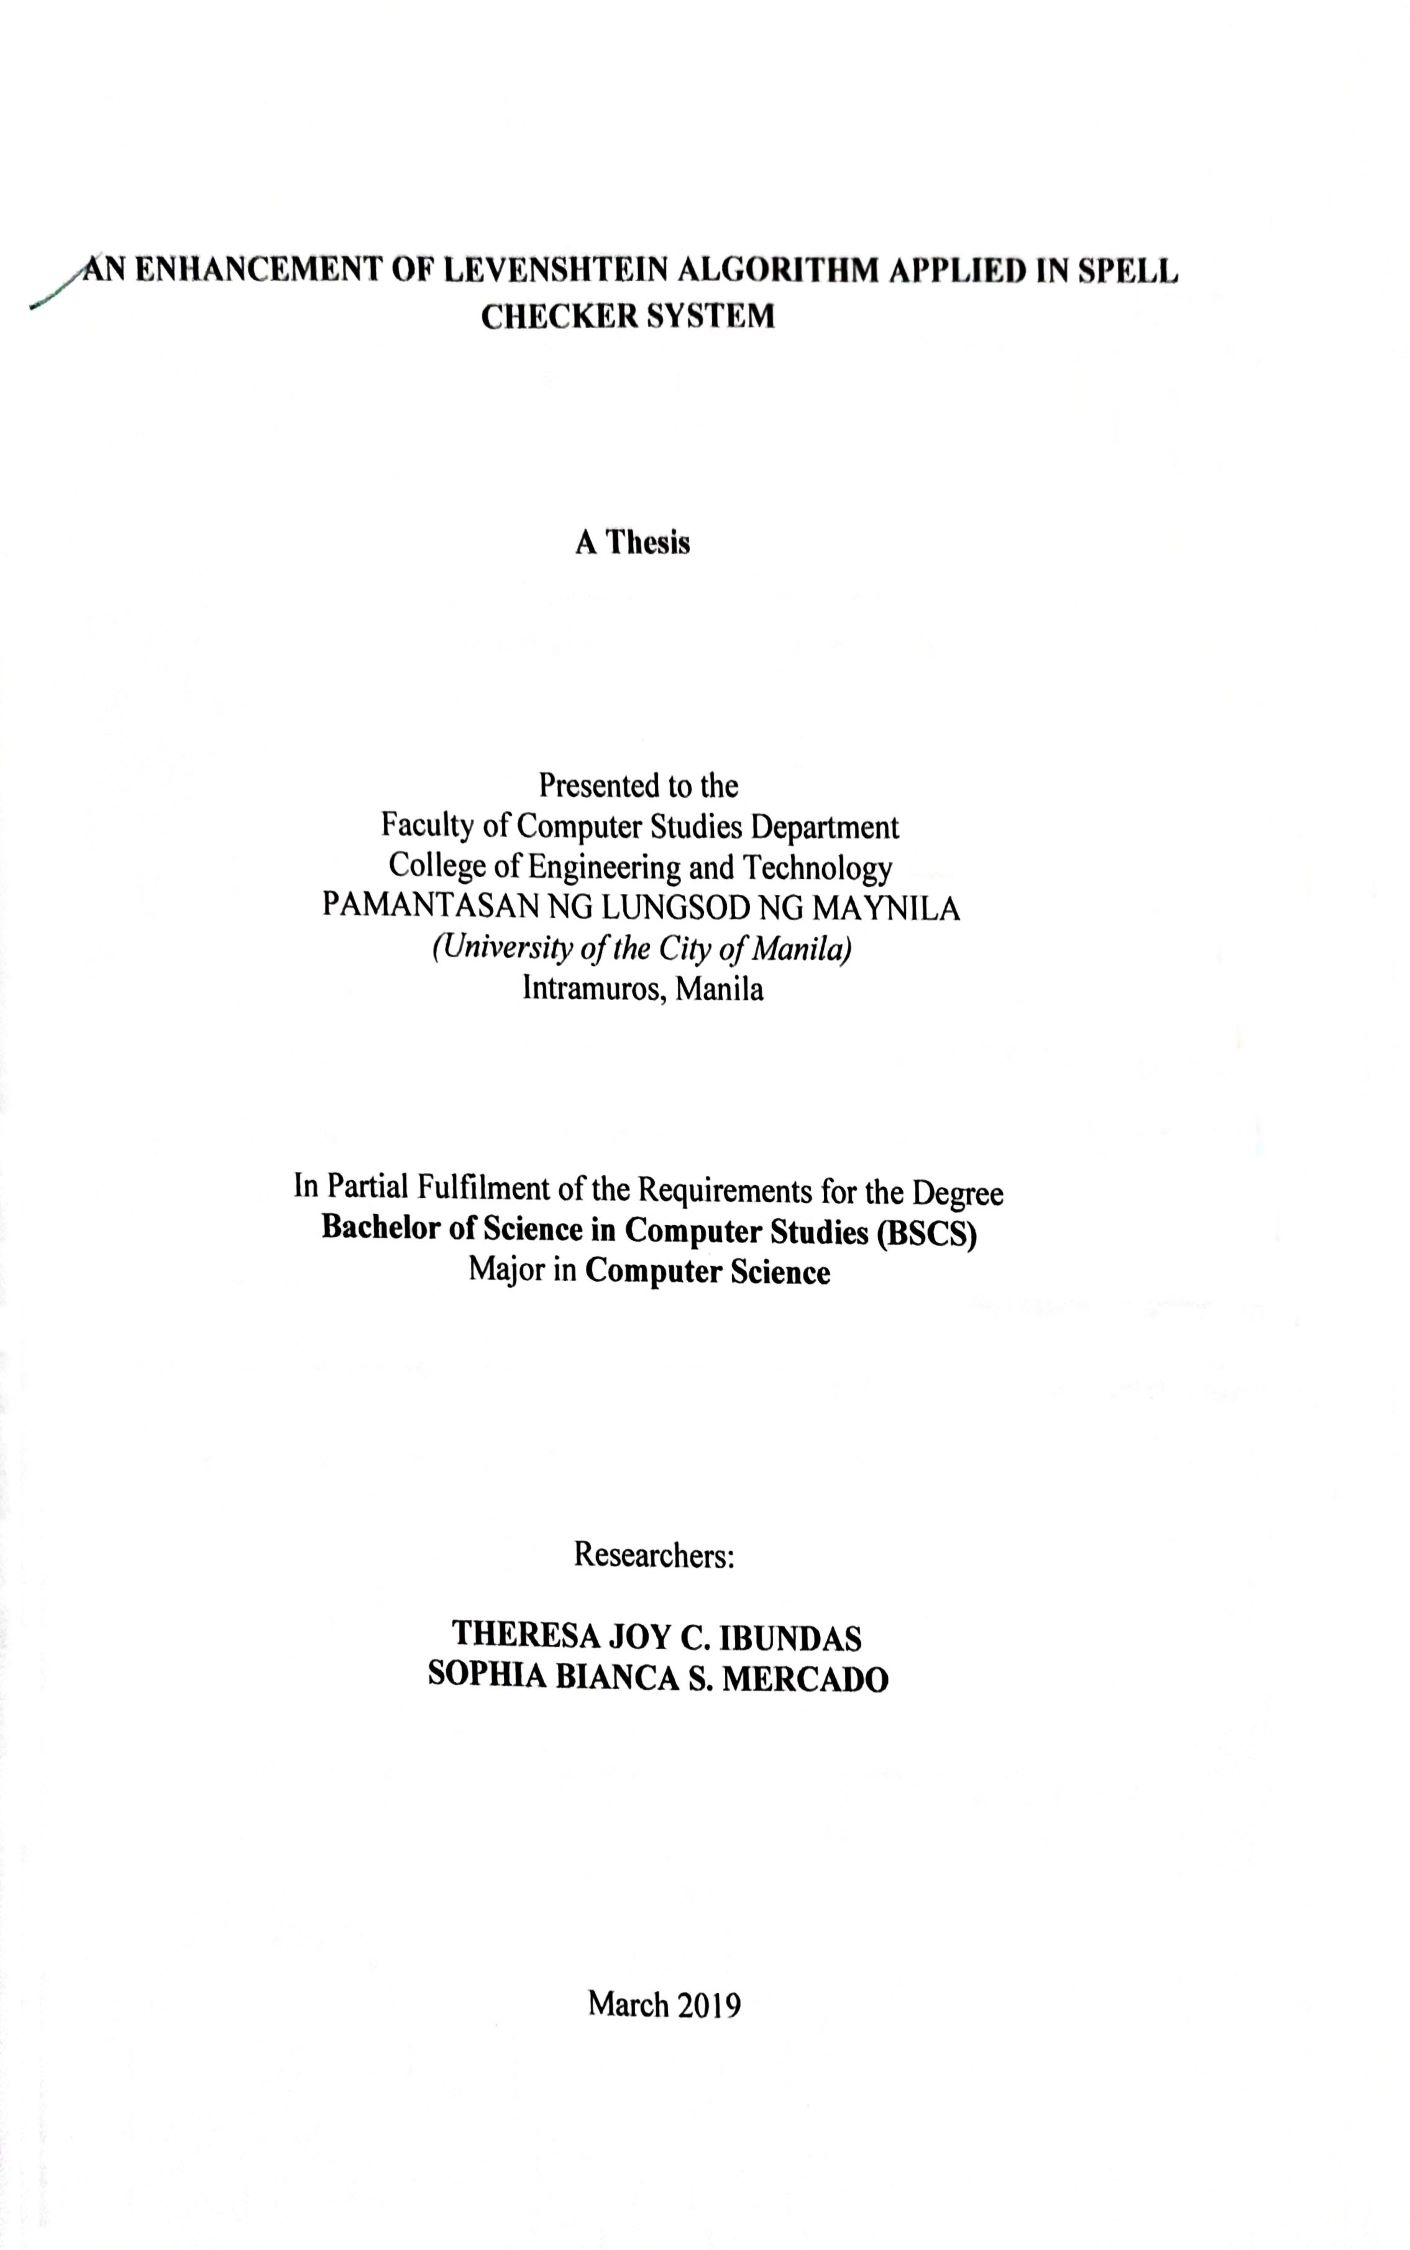 AN ENHANCEMENT OF LEVENSHTEIN ALGORITHM APPLIED IN SPELL
CHECKER SYSTEM
A Thesis
Presented to the
Faculty of Computer Studies Department
College of Engineering and Technology
PAMANTASAN NG LUNGSOD NG MAYNILA
(University of the City of Manila)
Intramuros, Manila
In Partial Fulfilment of the Requirements for the Degree
Bachelor of Science in Computer Studies (BSCS)
Major in Computer Science
Researchers:
THERESA JOY C. IBUNDAS
SOPHIA BIANCA S. MERCADO
March 2019